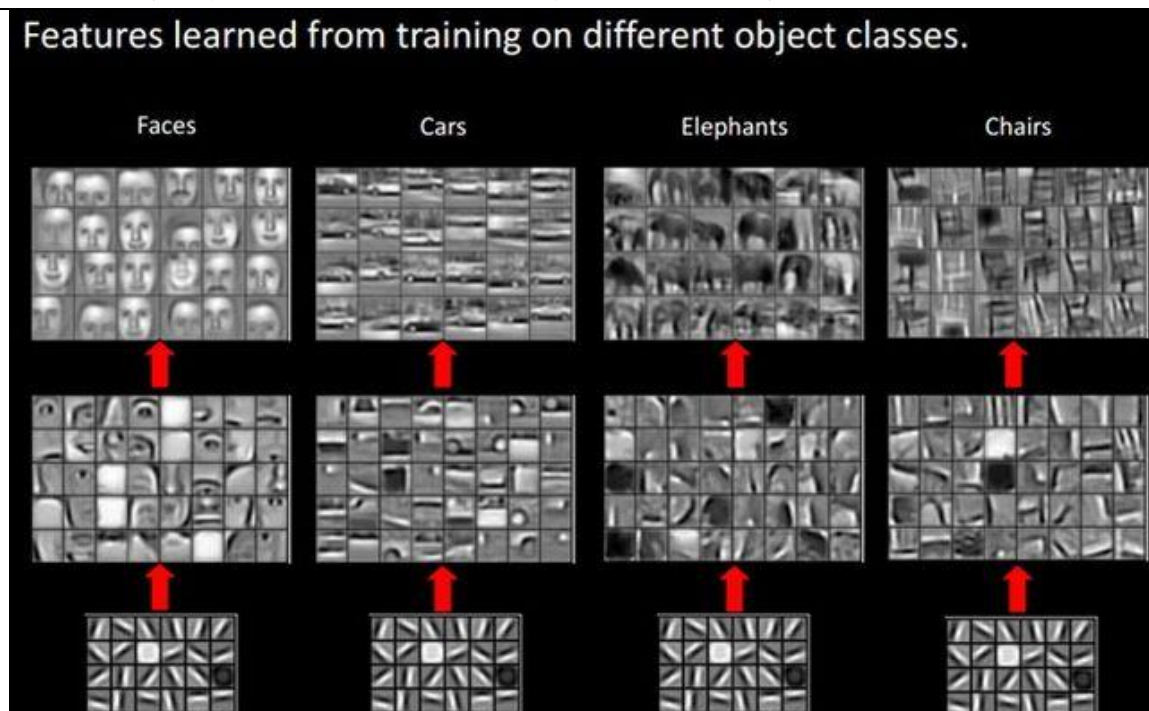 Features learned from training on different object classes.
Faces
Cars
Elephants
Chairs